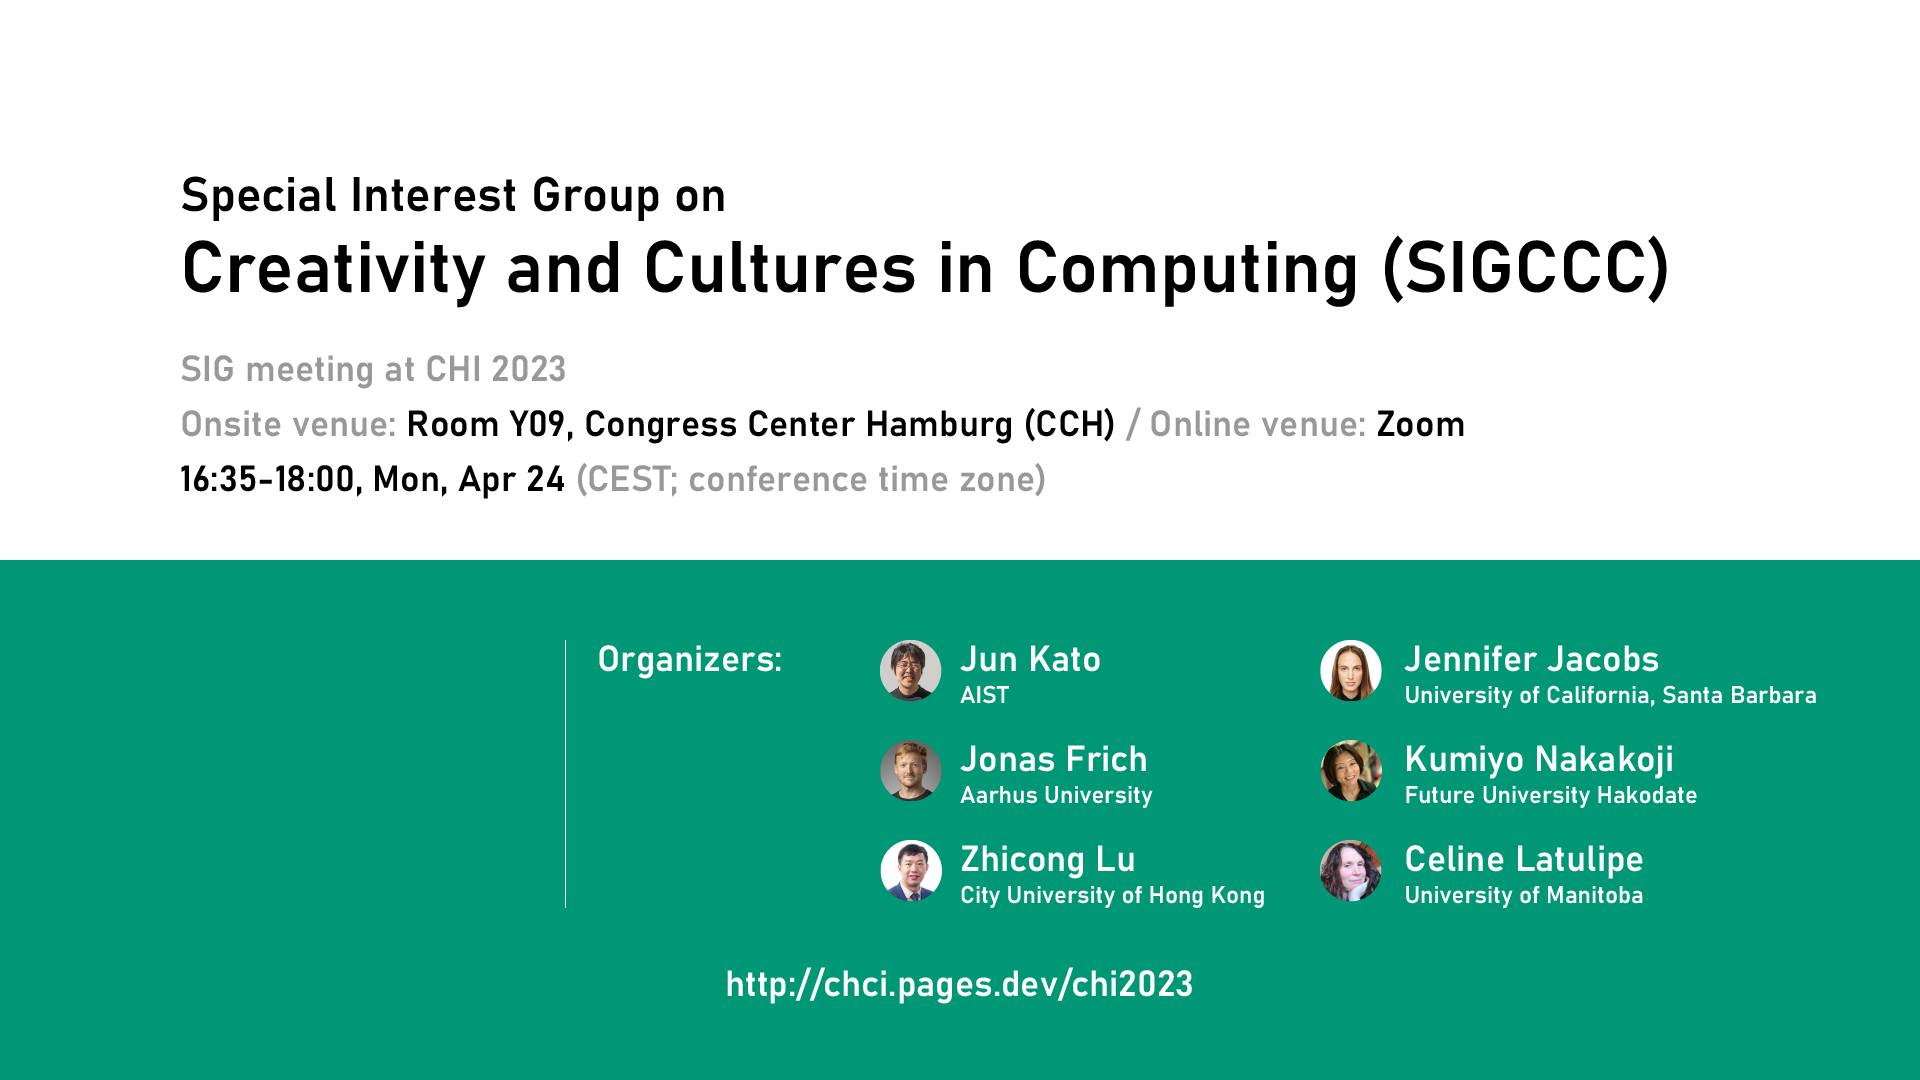 Special Interest Group on
Creativity and Cultures in Computing (SIGCCC)
SIG meeting at CHI 2023
Onsite venue: Room Y09, Congress Center Hamburg (CCH) / Online venue: Zoom
16:35-18:00, Mon, Apr 24 (CEST; conference time zone)
Organizers:
Jun Kato
AIST
Jonas Frich
Aarhus University
Zhicong Lu
City University of Hong Kong
Jennifer Jacobs
University of California, Santa Barbara
Kumiyo Nakakoji
Future University Hakodate
Celine Latulipe
University of Manitoba
http://chci.pages.dev/chi2023